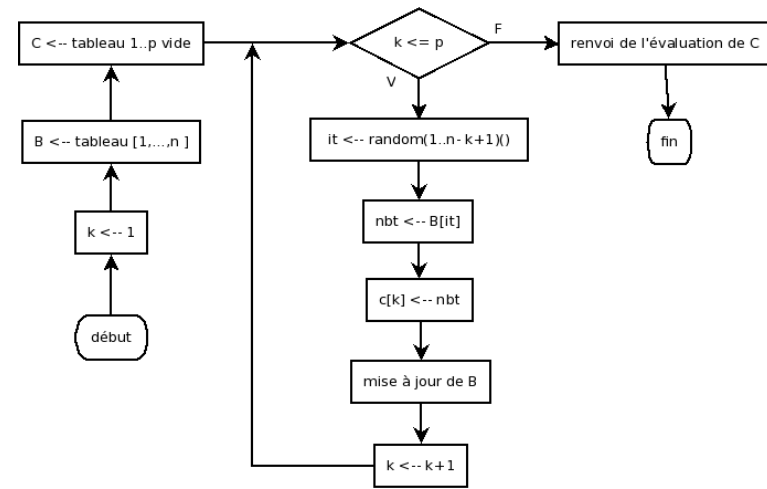 C <-- tableau 1..p vide
k <= p
F
renvoi de l'évaluation de C
V
B <-- tableau [1,...,n ]
it <-- random(1..n- k+1)()
fin
nbt <-- B[it]
k <-- 1
c[k] <-- nbt
début
mise à jour de B
k <-- k+1